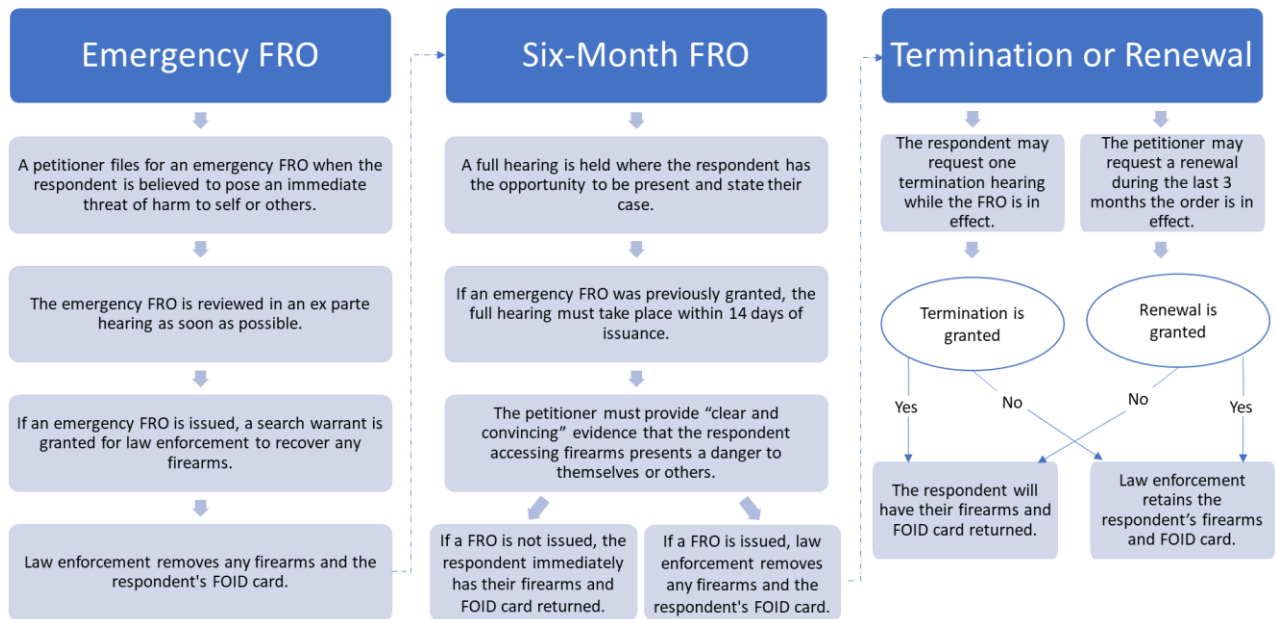 Emergency FRO
A petitioner files for an emergency FRO when the
respondent is believed to pose an immediate
threat of harm to self or others.
The emergency FRO is reviewed in an ex parte
hearing as soon as possible.
If an emergency FRO is issued, a search warrant is
granted for law enforcement to recover any
firearms.
Law enforcement removes any firearms and the
respondent's FOID card.
Six-Month FRO
A full hearing is held where the respondent has
the opportunity to be present and state their
case.
If an emergency FRO was previously granted, the
full hearing must take place within 14 days of
issuance.
The petitioner must provide “clear and
convincing” evidence that the respondent
accessing firearms presents a danger to
themselves or others.
If a FRO is not issued, the
respondent immediately
has their firearms and
FOID card returned.
If a FRO is issued, law
enforcement removes
any firearms and the
respondent's FOID card.
Termination or Renewal
The respondent may
request one
termination hearing
while the FRO is in
effect.
The petitioner may
request a renewal
during the last 3
months the order is in
effect.
Termination is
granted
Renewal is
granted
Yes
No
No
Yes
The respondent will
have their firearms and
FOID card returned.
Law enforcement
retains the
respondent’s firearms
and FOID card.